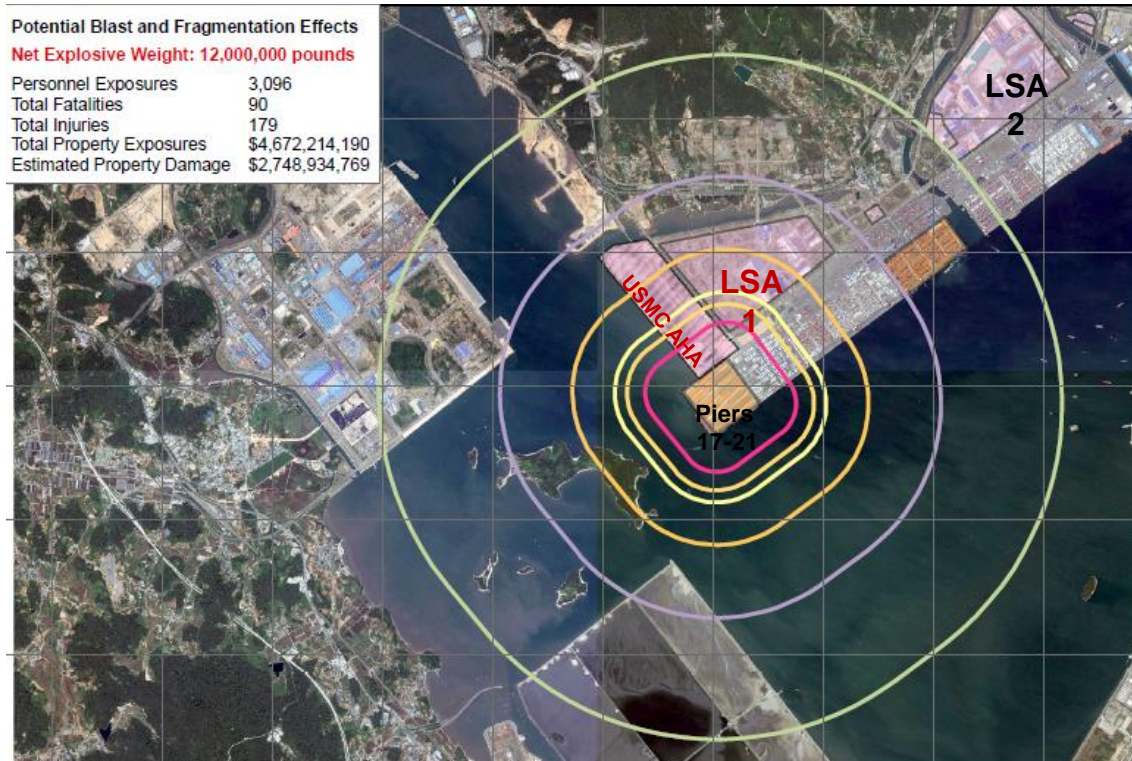 Potential Blast and Fragmentation Effects
Net Explosive Weight: 12,000,000 pounds
Personnel Exposures 3,096
Total Fatalities 90
Total Injuries 179
Total Property Exposures $4,672,214,190
Estimated Property Damage $2,748,934,769
LSA
2
LSA
1
USMC AHA
Piers
17-21